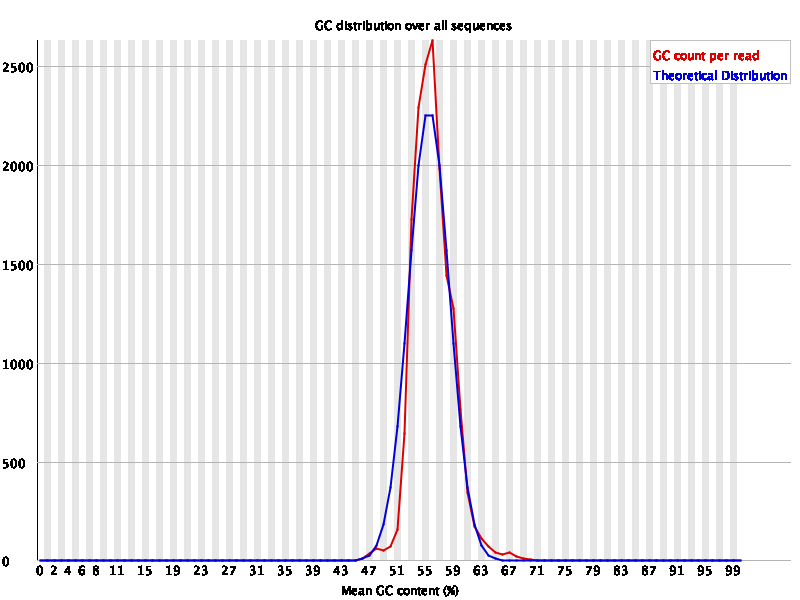 GC distribution over all sequences
GC count per read
Theoretical Distribution
2500
2000
1500
1000
500
0
0 2 4 6 8 11 15 19 23 27 31 35 39 43 47 51 55 59 63 67 71 75 79 83 87 91 95 99
Mean GC content (%)